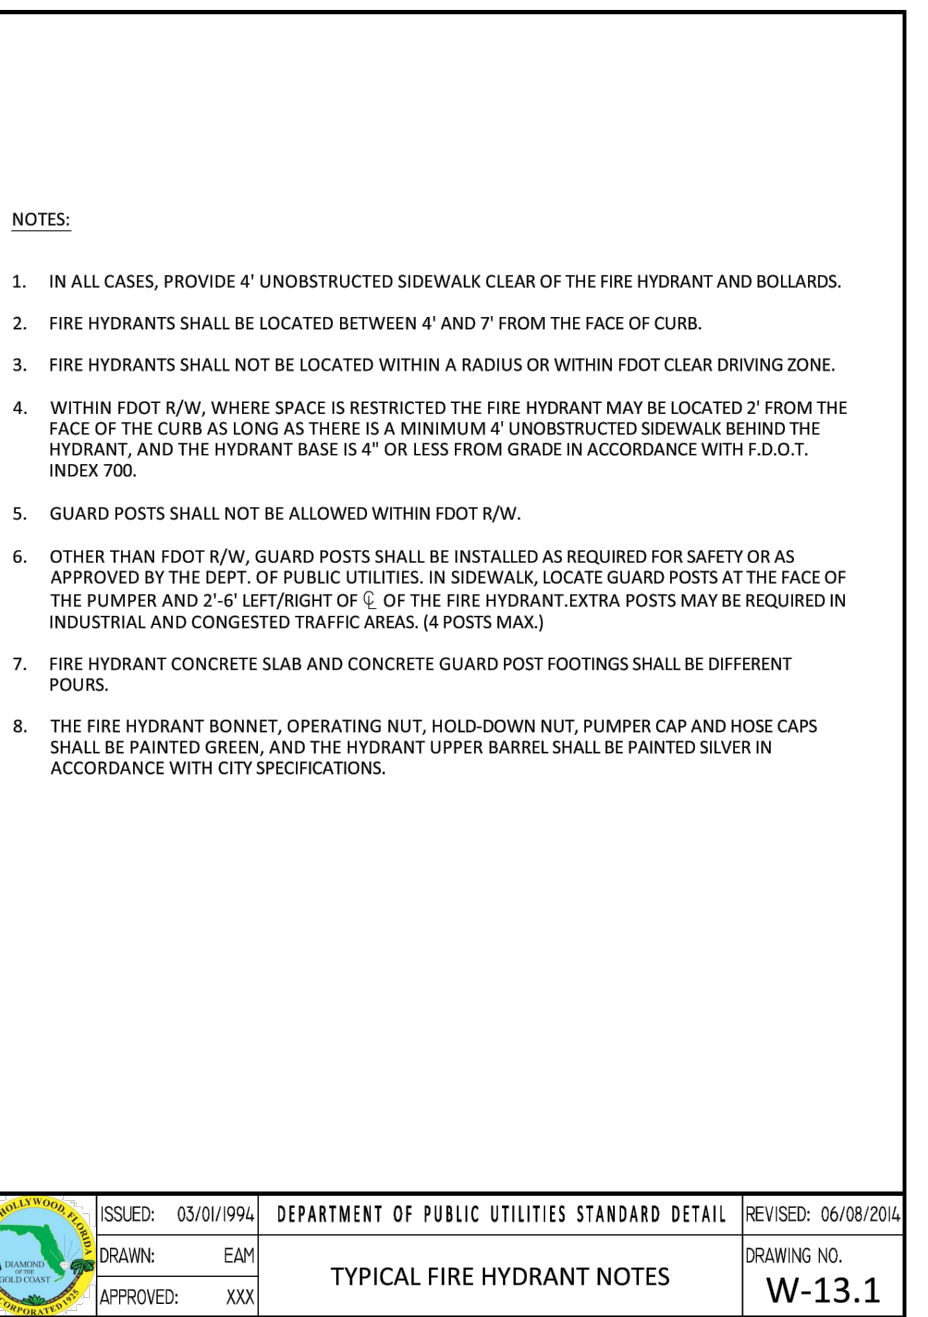 NOTES:
1. IN ALL CASES, PROVIDE 4' UNOBSTRUCTED SIDEWALK CLEAR OF THE FIRE HYDRANT AND BOLLARDS.
2. FIRE HYDRANTS SHALL BE LOCATED BETWEEN 4' AND 7' FROM THE FACE OF CURB.
3. FIRE HYDRANTS SHALL NOT BE LOCATED WITHIN A RADIUS OR WITHIN FDOT CLEAR DRIVING ZONE.
4. WITHIN FDOT R/W, WHERE SPACE IS RESTRICTED THE FIRE HYDRANT MAY BE LOCATED 2' FROM THE
FACE OF THE CURB AS LONG AS THERE IS A MINIMUM 4' UNOBSTRUCTED SIDEWALK BEHIND THE
HYDRANT, AND THE HYDRANT BASE IS 4" OR LESS FROM GRADE IN ACCORDANCE WITH F.D.O.T.
INDEX 700.
5. GUARD POSTS SHALL NOT BE ALLOWED WITHIN FDOT R/W.
6. OTHER THAN FDOT R/W, GUARD POSTS SHALL BE INSTALLED AS REQUIRED FOR SAFETY OR AS
APPROVED BY THE DEPT. OF PUBLIC UTILITIES. IN SIDEWALK, LOCATE GUARD POSTS AT THE FACE OF
THE PUMPER AND 2'-6' LEFT/RIGHT OF ℄ OF THE FIRE HYDRANT.EXTRA POSTS MAY BE REQUIRED IN
INDUSTRIAL AND CONGESTED TRAFFIC AREAS. (4 POSTS MAX.)
7. FIRE HYDRANT CONCRETE SLAB AND CONCRETE GUARD POST FOOTINGS SHALL BE DIFFERENT
POURS.
8. THE FIRE HYDRANT BONNET, OPERATING NUT, HOLD-DOWN NUT, PUMPER CAP AND HOSE CAPS
SHALL BE PAINTED GREEN, AND THE HYDRANT UPPER BARREL SHALL BE PAINTED SILVER IN
ACCORDANCE WITH CITY SPECIFICATIONS.
HOLLYWOOD, FLORIDA
DIAMOND
OF THE
GOLD COAST
1925
ISSUED: 03/01/1994
DRAWN: EAM
APPROVED: XXX
DEPARTMENT OF PUBLIC UTILITIES STANDARD DETAIL
TYPICAL FIRE HYDRANT NOTES
REVISED: 06/08/2014
DRAWING NO.
W-13.1